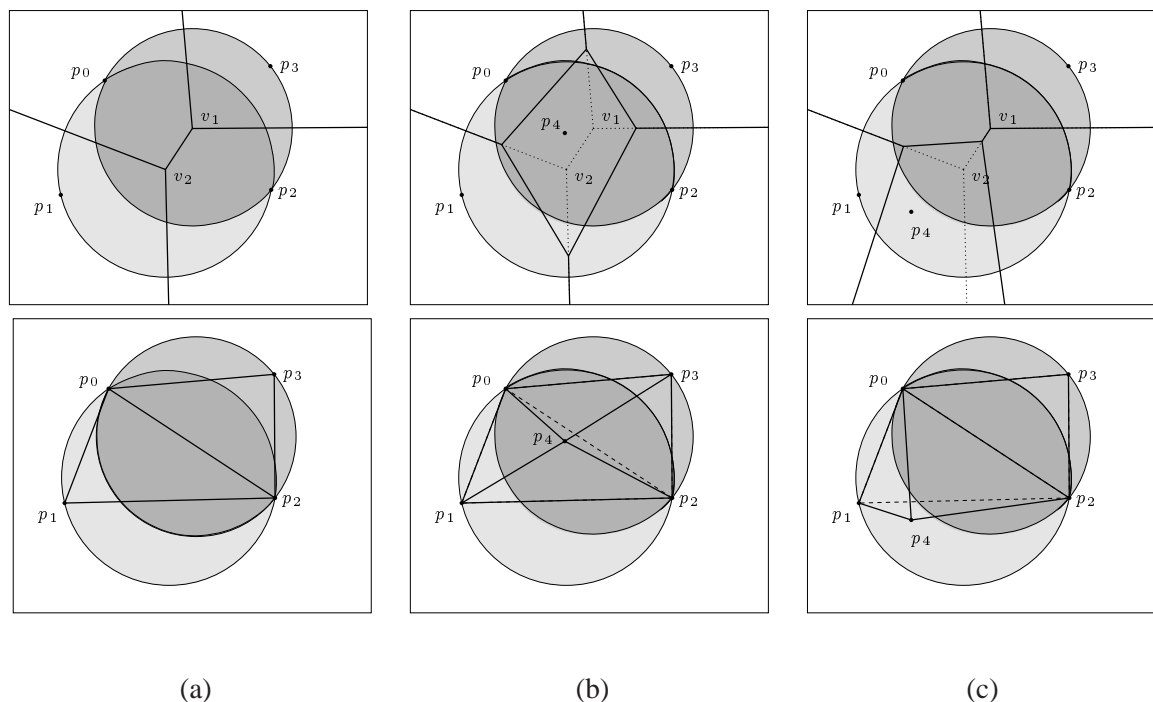 p0 p3 v1 v2 p1 p2
p0 p3 p4 v1 v2 p1 p2
p0 p3 v1 v2 p1 p2 p4
p0 p3 p1 p2
p0 p3 p4 p1 p2
p0 p3 p1 p2 p4
(a) (b) (c)